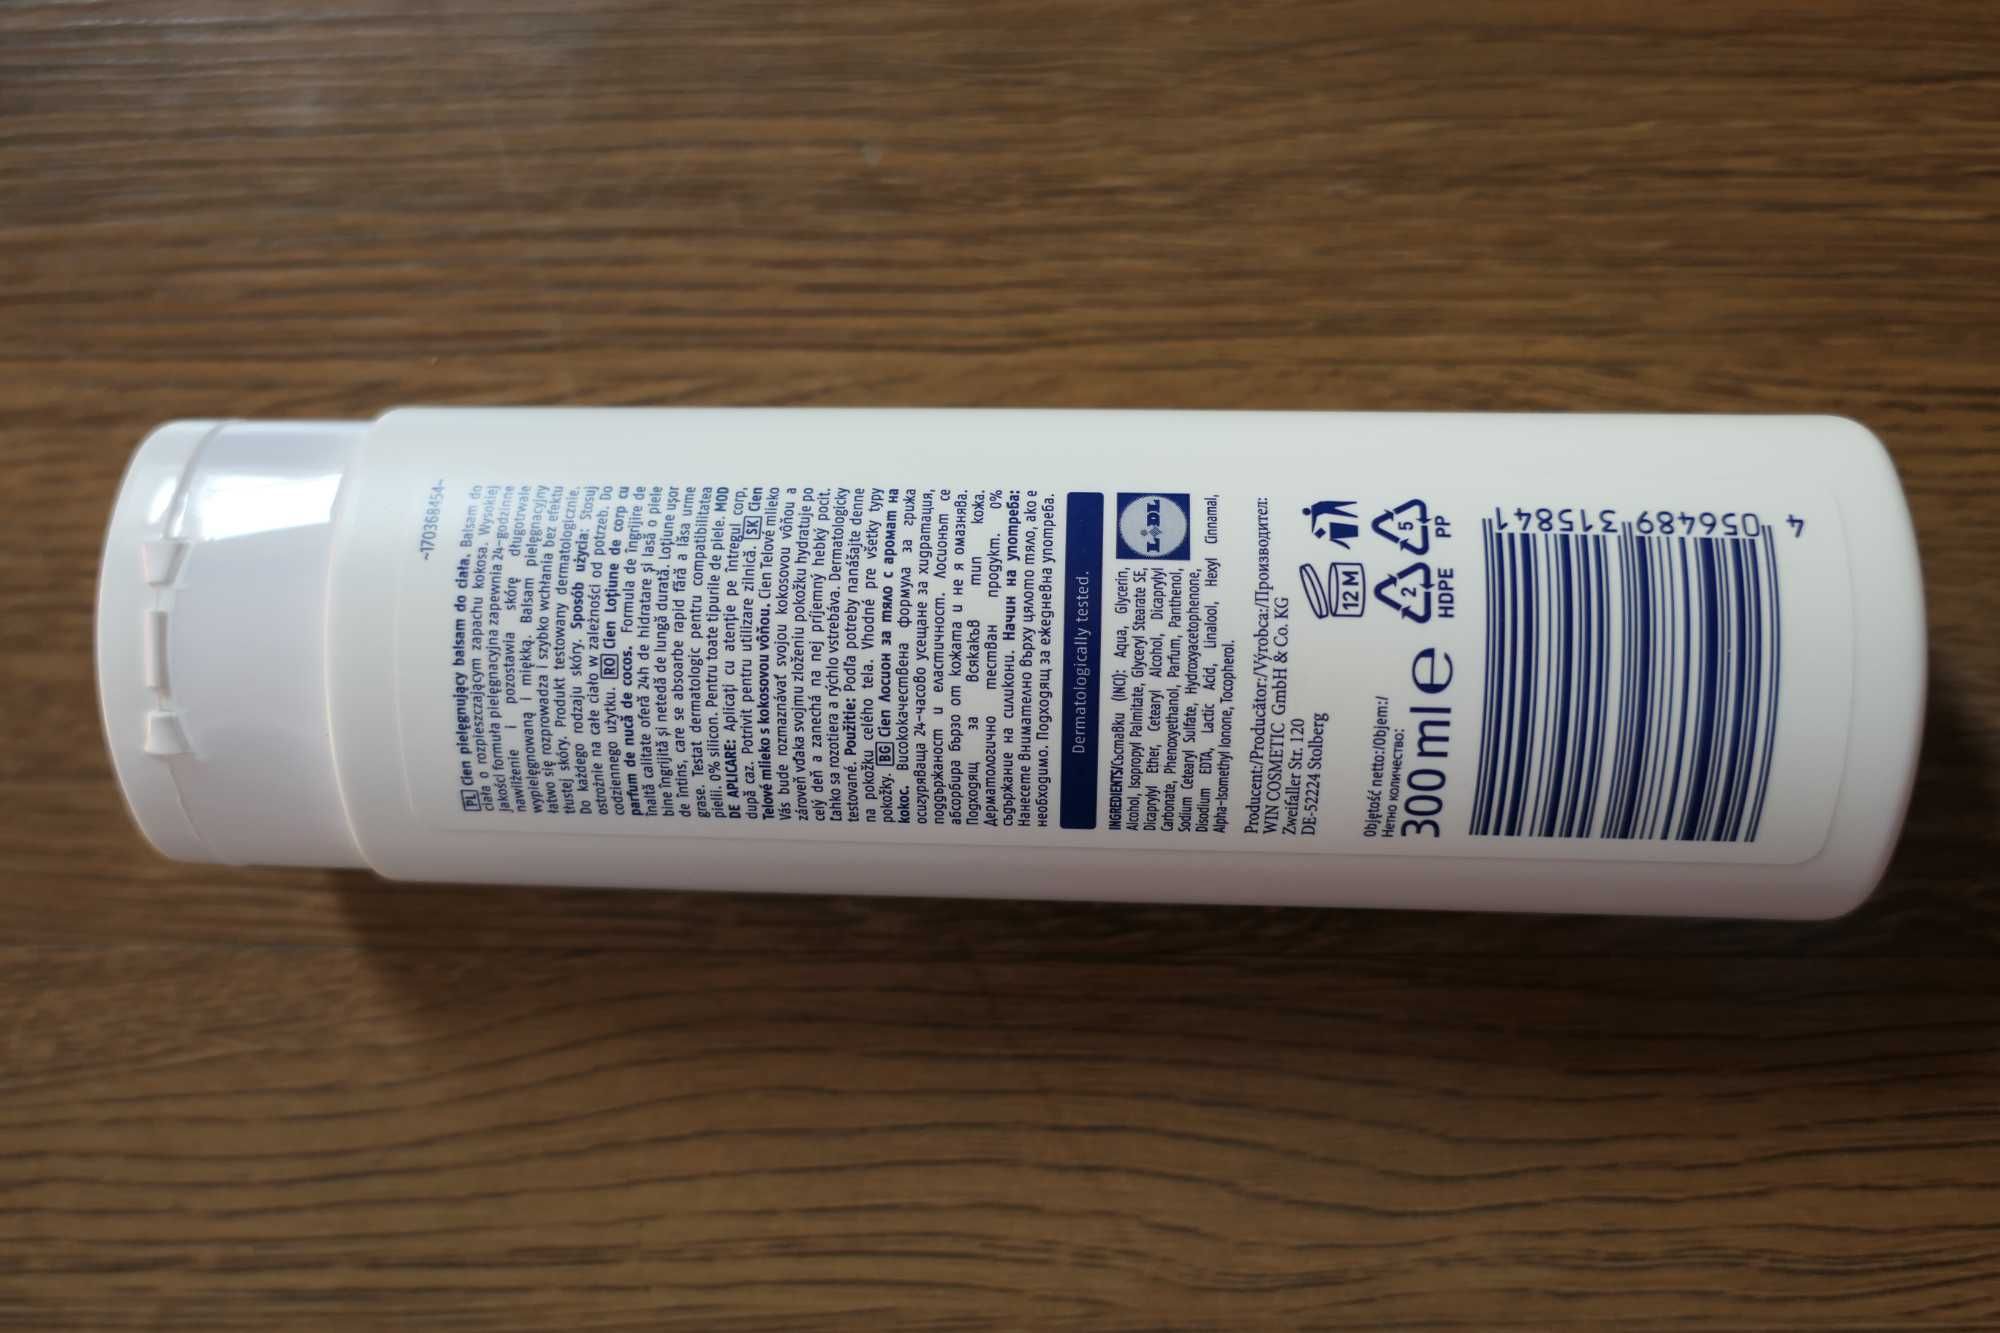 ~170368454~
PL Cien pielęgnujący balsam do ciała. Balsam do
ciała o rozpieszczającym zapachu kokosa. Wysokiej
jakości formuła pielęgnacyjna zapewnia 24-godzinne
nawilżenie i pozostawia skórę długotrwale
wypielęgnowaną i miękką. Balsam pielęgnacyjny
łatwo się rozprowadza i szybko wchłania bez efektu
tłustej skóry. Produkt testowany dermatologicznie.
Do każdego rodzaju skóry. Sposób użycia: Stosuj
ostrożnie na całe ciało w zależności od potrzeb. Do
codziennego użytku. RO Cien Loțiune de corp cu
parfum de nucă de cocos. Formula de îngrijire de
înaltă calitate oferă 24h de hidratare și lasă o piele
bine îngrijită și netedă de lungă durată. Loțiune ușor
de întins, care se absoarbe rapid fără a lăsa urme
grase. Testat dermatologic pentru compatibilitatea
pielii. 0% silicon. Pentru toate tipurile de piele. MOD
DE APLICARE: Aplicați cu atenție pe întregul corp,
după caz. Potrivit pentru utilizare zilnică. SK Cien
Telové mlieko s kokosovou vôňou. Cien Telové mlieko
Vás bude rozmaznávať svojou kokosovou vôňou a
zároveň vďaka svojmu zloženiu pokožku hydratuje po
celý deň a zanechá na nej príjemný hebký pocit.
Ľahko sa rozotiera a rýchlo vstrebáva. Dermatologicky
testované. Použitie: Podľa potreby nanášajte denne
na pokožku celého tela. Vhodné pre všetky typy
pokožky. BG Cien Лосион за тяло с аромат на
кокос. Висококачествена формула за грижа
осигуряваща 24-часово усещане за хидратация,
поддържаност и еластичност. Лосионът се
абсорбира бързо от кожата и не я омазнява.
Подходящ за всякакъв тип кожа.
Дерматологично тестван продукт. 0%
съдържание на силикони. Начин на употреба:
Нанесете внимателно върху цялото тяло, ако е
необходимо. Подходящ за ежедневна употреба.
Dermatologically tested.
LIDL
INGREDIENTS/Съставки (INCI): Aqua, Glycerin,
Alcohol, Isopropyl Palmitate, Glyceryl Stearate SE,
Dicaprylyl Ether, Cetearyl Alcohol, Dicaprylyl
Carbonate, Phenoxyethanol, Parfum, Panthenol,
Sodium Cetearyl Sulfate, Hydroxyacetophenone,
Disodium EDTA, Lactic Acid, Linalool, Hexyl Cinnamal,
Alpha-Isomethyl Ionone, Tocopherol.
Producent:/Producător:/Výrobca:/Производител:
WIN COSMETIC GmbH & Co. KG
Zweifaller Str. 120
DE-52224 Stolberg
12 M
Objętość netto:/Objem:/
Нетно количество:
300 ml e
2
HDPE
5
PP
4 056489 315841